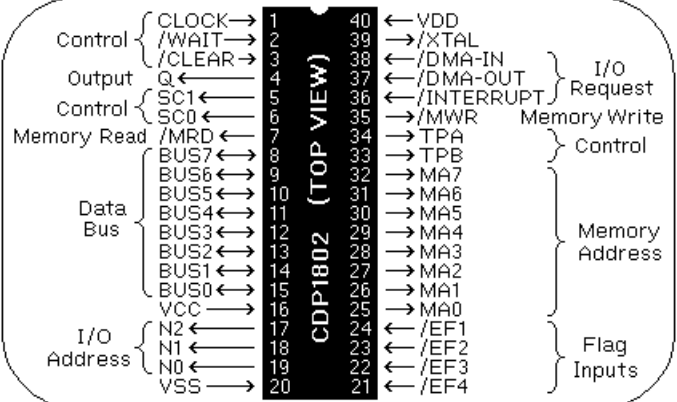 CLOCK 1 40 VDD
Control /WAIT 2 39 /XTAL
/CLEAR 3 38 /DMA-IN
Output Q 4 37 /DMA-OUT I/O Request
Control SC1 5 36 /INTERRUPT
SC0 6 35 /MWR Memory Write
Memory Read /MRD 7 34 TPA
BUS7 8 33 TPB Control
BUS6 9 32 MA7
BUS5 10 31 MA6
Data Bus BUS4 11 30 MA5
BUS3 12 29 MA4 Memory Address
BUS2 13 28 MA3
BUS1 14 27 MA2
BUS0 15 26 MA1
VCC 16 25 MA0
I/O Address N2 17 24 /EF1
N1 18 23 /EF2 Flag Inputs
N0 19 22 /EF3
VSS 20 21 /EF4
CDP1802 (TOP VIEW)